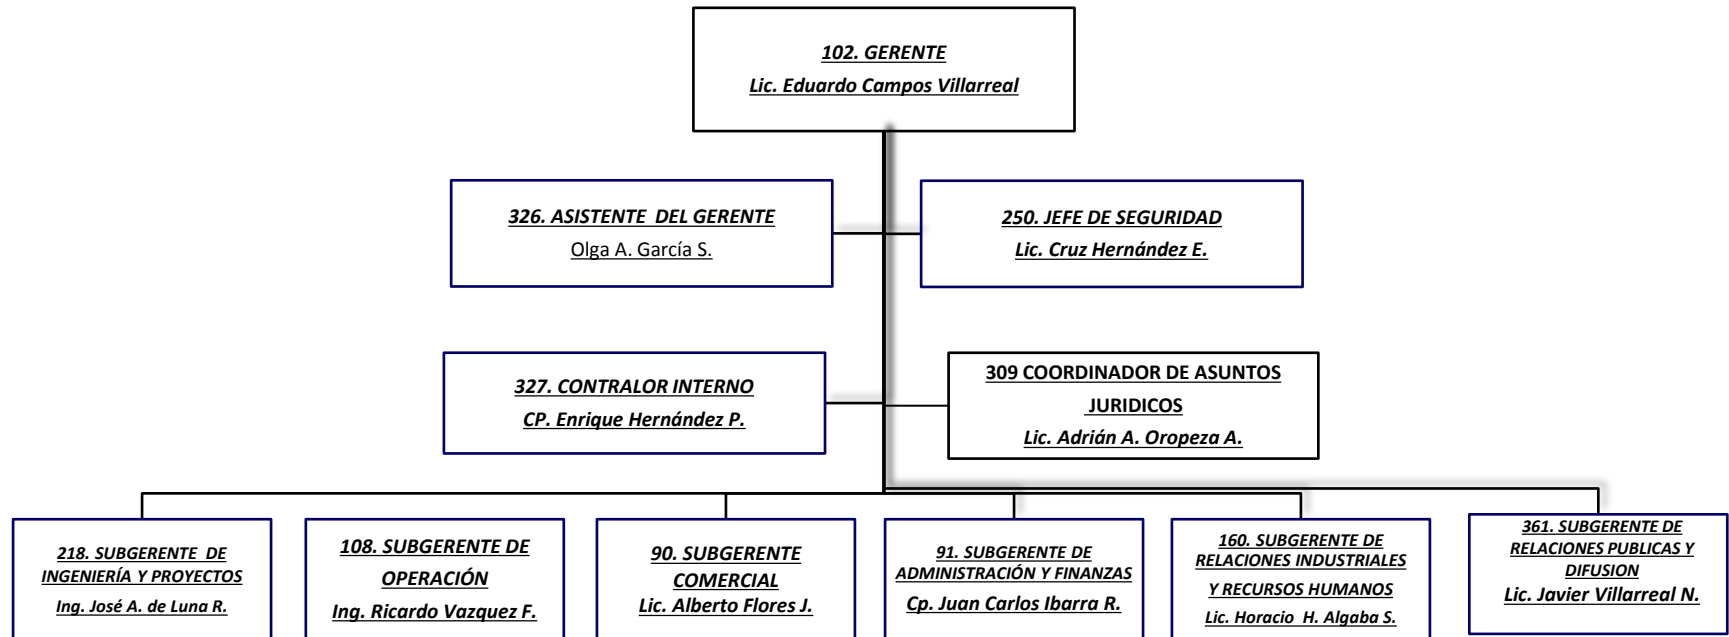 102. GERENTE
Lic. Eduardo Campos Villarreal
326. ASISTENTE DEL GERENTE
Olga A. García S.
250. JEFE DE SEGURIDAD
Lic. Cruz Hernández E.
327. CONTRALOR INTERNO
CP. Enrique Hernández P.
309 COORDINADOR DE ASUNTOS
JURIDICOS
Lic. Adrián A. Oropeza A.
218. SUBGERENTE DE
INGENIERÍA Y PROYECTOS
Ing. José A. de Luna R.
108. SUBGERENTE DE
OPERACIÓN
Ing. Ricardo Vazquez F.
90. SUBGERENTE
COMERCIAL
Lic. Alberto Flores J.
91. SUBGERENTE DE
ADMINISTRACIÓN Y FINANZAS
Cp. Juan Carlos Ibarra R.
160. SUBGERENTE DE
RELACIONES INDUSTRIALES
Y RECURSOS HUMANOS
Lic. Horacio H. Algaba S.
361. SUBGERENTE DE
RELACIONES PUBLICAS Y
DIFUSION
Lic. Javier Villarreal N.